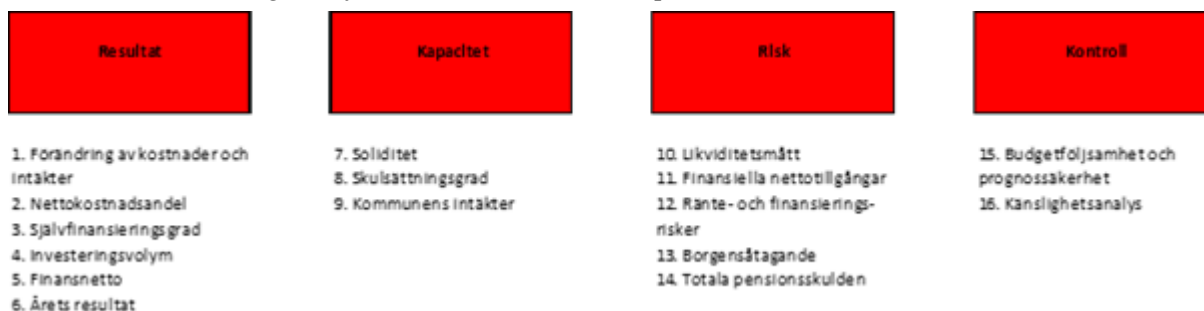 Resultat
1. Förändring av kostnader och
intäkter
2. Nettokostnadsandel
3. Självfinansieringsgrad
4. Investeringsvolym
5. Finansnetto
6. Årets resultat
Kapacitet
7. Soliditet
8. Skulsättningsgrad
9. Kommunens intäkter
Risk
10. Likviditetsmått
11. Finansiella nettotillgångar
12. Ränte- och finansierings-
risker
13. Borgensåtagande
14. Totala pensionsskulden
Kontroll
15. Budgetföljsamhet och
prognossäkerhet
16. Känslighetsanalys